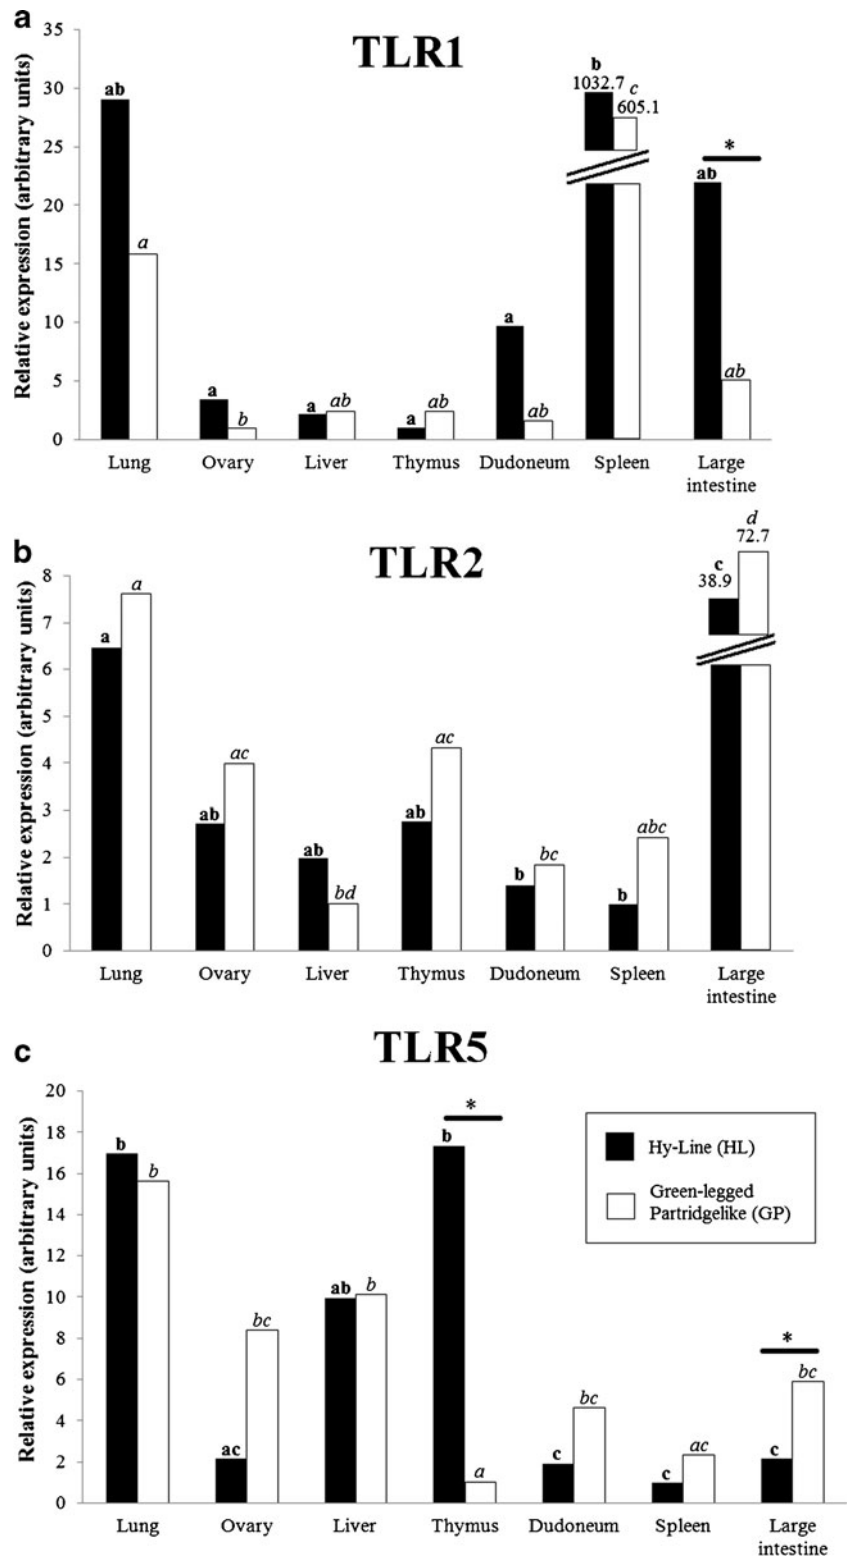 a
TLR1
Relative expression (arbitrary units)
35
30
25
20
15
10
5
0
ab
a
a
b
a
ab
a
ab
a
ab
b
1032.7
c
605.1
*
ab
ab
Lung Ovary Liver Thymus Dudoneum Spleen Large
intestine
b
TLR2
Relative expression (arbitrary units)
8
7
6
5
4
3
2
1
0
a
a
ab
ac
ab
bd
ab
ac
b
bc
b
abc
c
38.9
d
72.7
Lung Ovary Liver Thymus Dudoneum Spleen Large
intestine
c
TLR5
Relative expression (arbitrary units)
20
18
16
14
12
10
8
6
4
2
0
b
b
ac
bc
ab
b
*
b
a
c
bc
c
ac
*
c
bc
Hy-Line (HL)
Green-legged
Partridgelike (GP)
Lung Ovary Liver Thymus Dudoneum Spleen Large
intestine